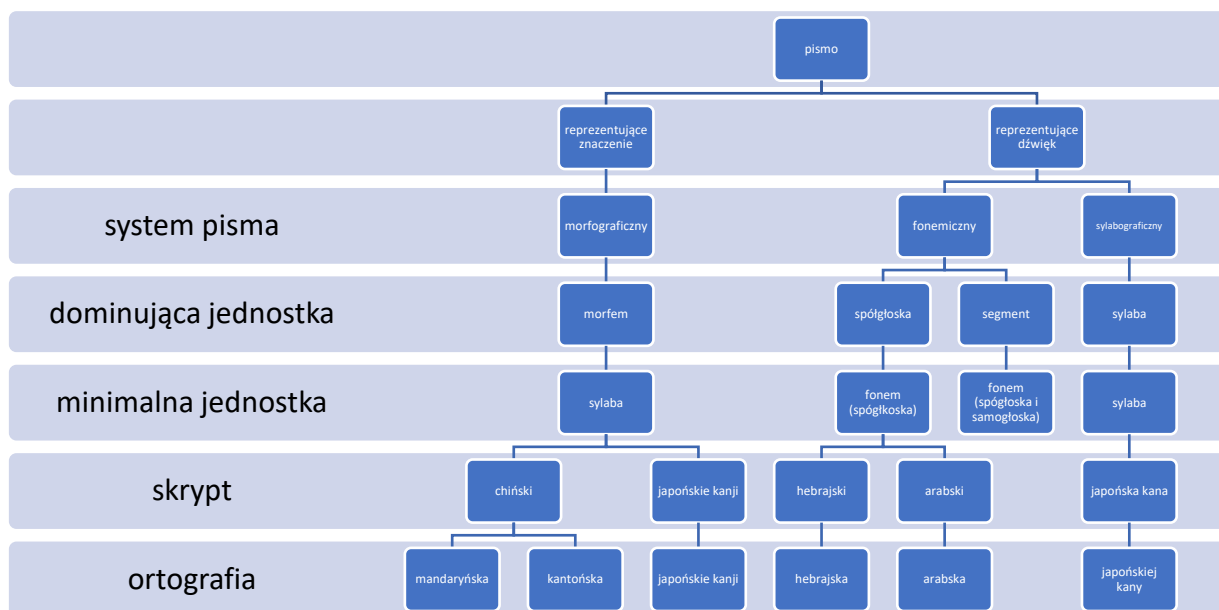 pismo
reprezentujące
znaczenie
reprezentujące
dźwięk
system pisma
morfograficzny
fonemiczny
sylabograficzny
dominująca jednostka
morfem
spółgłoska
segment
sylaba
minimalna jednostka
sylaba
fonem
(spógłkoska)
fonem
(spógłoska i
samogłoska)
sylaba
skrypt
chiński
japońskie kanji
hebrajski
arabski
japońska kana
ortografia
mandaryńska
kantońska
japońskie kanji
hebrajska
arabska
japońskiej
kany